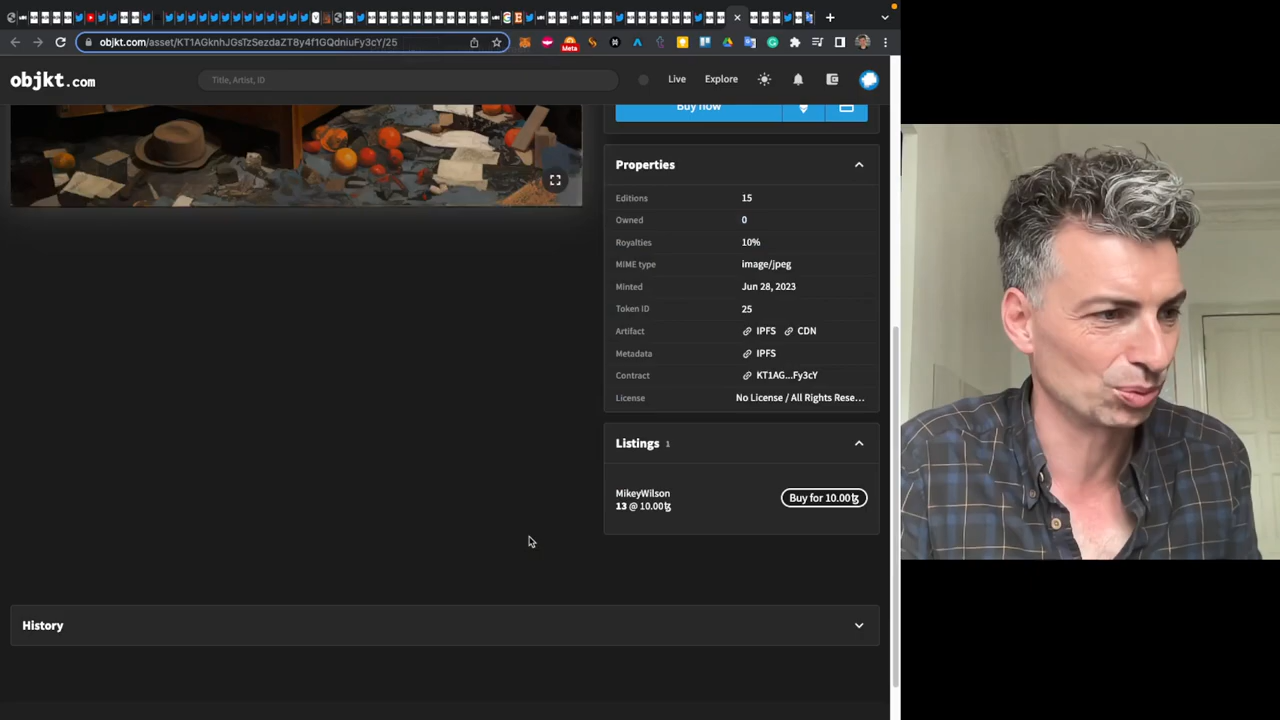 objkt.com/asset/KT1AGknhJGsTzSezdaZT8y4f1GQdniuFy3cY/25
Meta
objkt.com
Title, Artist, ID
Live
Explore
Buy now
Properties
Editions 15
Owned 0
Royalties 10%
MIME type image/jpeg
Minted Jun 28, 2023
Token ID 25
Artifact IPFS CDN
Metadata IPFS
Contract KT1AG...Fy3cY
License No License / All Rights Rese...
Listings 1
MikeyWilson
13 @ 10.00ꜩ
Buy for 10.00ꜩ
History